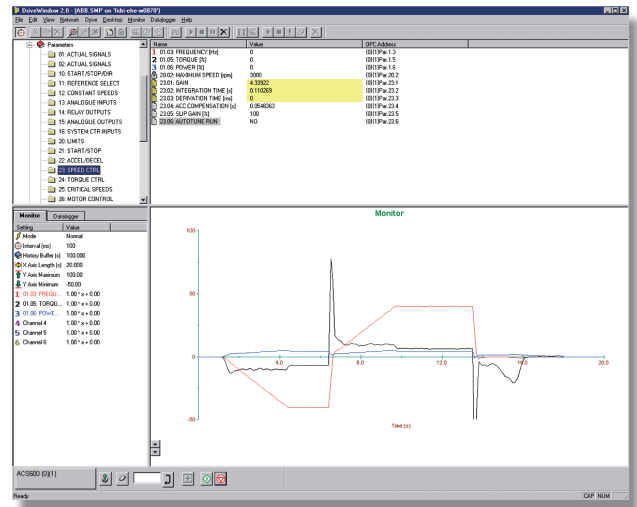 DriveWindow 2.0 - [ABB.SMP on 'fidri-che-w0870']
File Edit View Network Drive Desktop Monitor Datalogger Help
Parameters
01: ACTUAL SIGNALS
02: ACTUAL SIGNALS
10: START/STOP/DIR
11: REFERENCE SELECT
12: CONSTANT SPEEDS
13: ANALOGUE INPUTS
14: RELAY OUTPUTS
15: ANALOGUE OUTPUTS
16: SYSTEM CTR INPUTS
20: LIMITS
21: START/STOP
22: ACCEL/DECEL
23: SPEED CTRL
24: TORQUE CTRL
25: CRITICAL SPEEDS
26: MOTOR CONTROL
Name Value OPC Address
1 01.03: FREQUENCY [Hz] 0 {0}{1}Par.1.3
2 01.05: TORQUE [%] 0 {0}{1}Par.1.5
3 01.06: POWER [%] 0 {0}{1}Par.1.6
20.02: MAXIMUM SPEED [rpm] 3000 {0}{1}Par.20.2
23.01: GAIN 4.33922 {0}{1}Par.23.1
23.02: INTEGRATION TIME [s] 0.110269 {0}{1}Par.23.2
23.03: DERIVATION TIME [ms] 0 {0}{1}Par.23.3
23.04: ACC COMPENSATION [s] 0.0548363 {0}{1}Par.23.4
23.05: SLIP GAIN [%] 100 {0}{1}Par.23.5
23.06: AUTOTUNE RUN NO {0}{1}Par.23.6
Monitor Datalogger
Setting Value
Mode Normal
Interval (ms) 100
History Buffer (s) 100.000
X Axis Length (s) 20.000
Y Axis Maximum 100.00
Y Axis Minimum -50.00
1 01.03: FREQU... 1.00 * x + 0.00
2 01.05: TORQU... 1.00 * x + 0.00
3 01.06: POWE... 1.00 * x + 0.00
4 Channel 4 1.00 * x + 0.00
5 Channel 5 1.00 * x + 0.00
6 Channel 6 1.00 * x + 0.00
Monitor
100
50
0
4.0 8.0 12.0 16.0 20.0
-50
Time (s)
ACS600 {0}{1}
Ready
CAP NUM